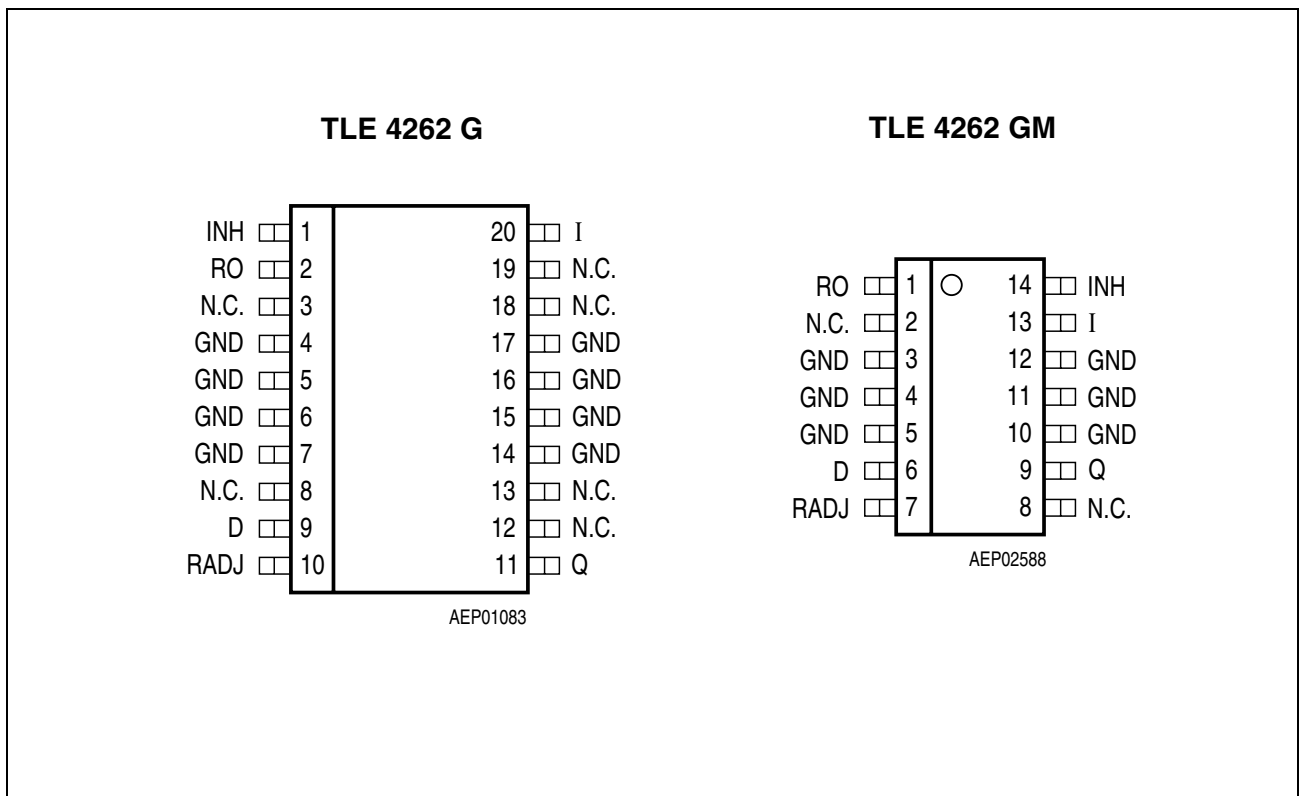 TLE 4262 G
INH 1 20 I
RO 2 19 N.C.
N.C. 3 18 N.C.
GND 4 17 GND
GND 5 16 GND
GND 6 15 GND
GND 7 14 GND
N.C. 8 13 N.C.
D 9 12 N.C.
RADJ 10 11 Q
AEP01083
TLE 4262 GM
RO 1 14 INH
N.C. 2 13 I
GND 3 12 GND
GND 4 11 GND
GND 5 10 GND
D 6 9 Q
RADJ 7 8 N.C.
AEP02588